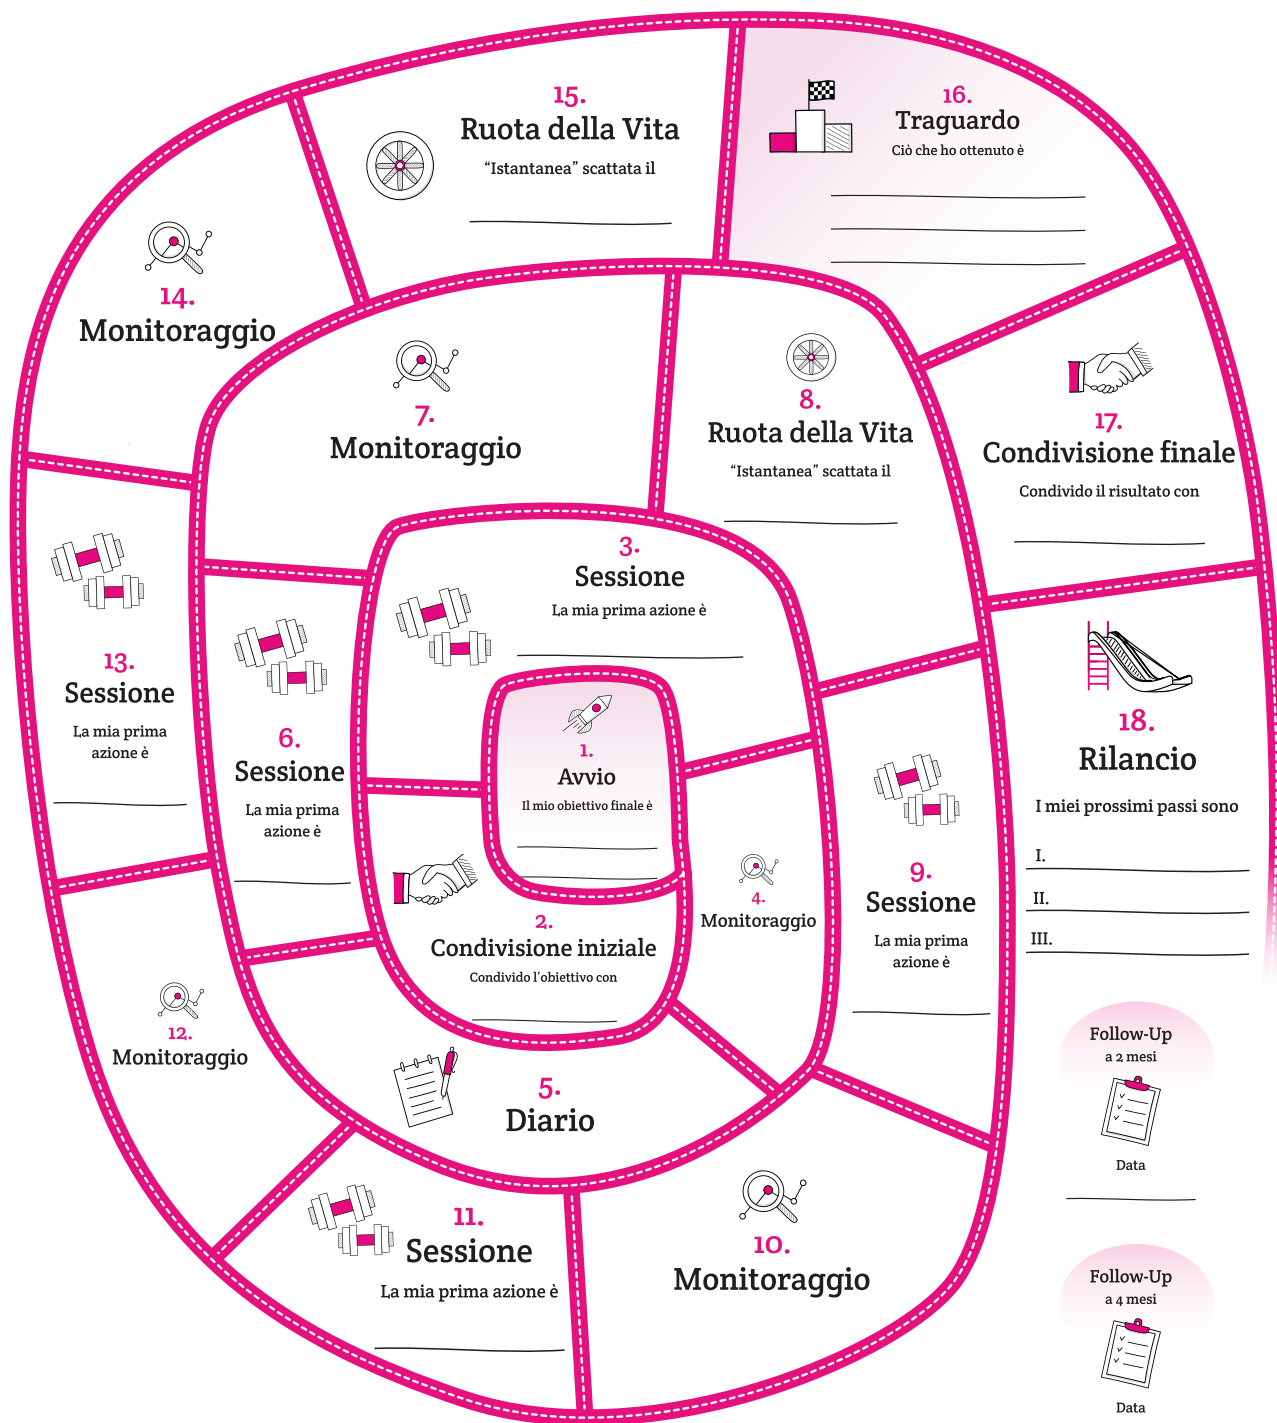 1.
Avvio
Il mio obiettivo finale è
2.
Condivisione iniziale
Condivido l'obiettivo con
3.
Sessione
La mia prima azione è
4.
Monitoraggio
5.
Diario
6.
Sessione
La mia prima
azione è
7.
Monitoraggio
8.
Ruota della Vita
“Istantanea” scattata il
9.
Sessione
La mia prima
azione è
10.
Monitoraggio
11.
Sessione
La mia prima azione è
12.
Monitoraggio
13.
Sessione
La mia prima
azione è
14.
Monitoraggio
15.
Ruota della Vita
“Istantanea” scattata il
16.
Traguardo
Ciò che ho ottenuto è
17.
Condivisione finale
Condivido il risultato con
18.
Rilancio
I miei prossimi passi sono
I.
II.
III.
Follow-Up
a 2 mesi
Data
Follow-Up
a 4 mesi
Data